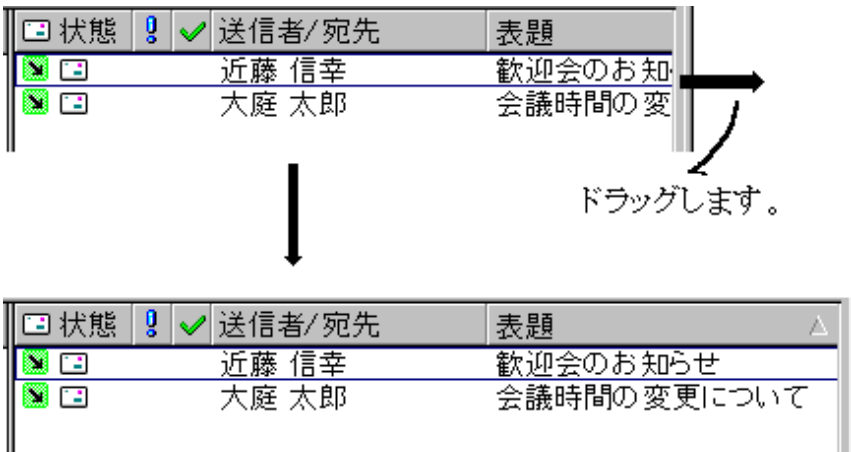 状態 送信者/宛先 表題
近藤 信幸 歓迎会のお知
大庭 太郎 会議時間の変
ドラッグします。
状態 送信者/宛先 表題
近藤 信幸 歓迎会のお知らせ
大庭 太郎 会議時間の変更について